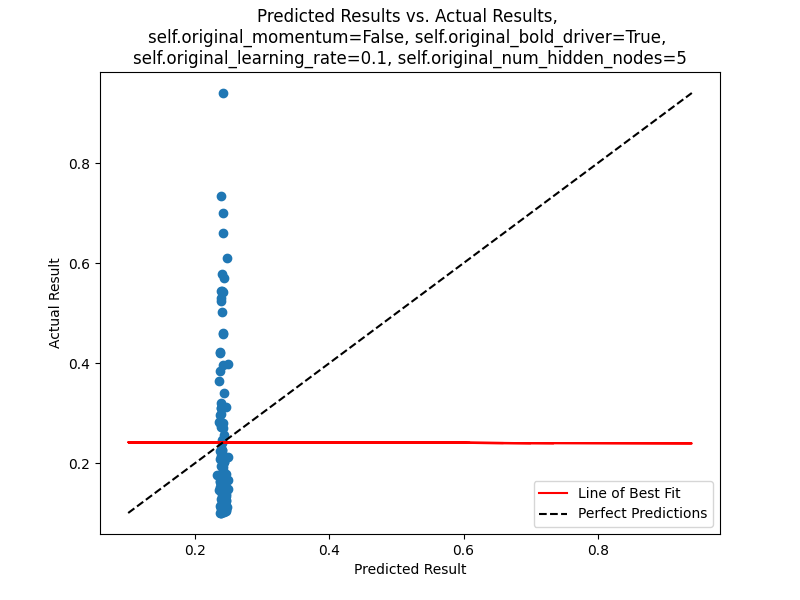 Predicted Results vs. Actual Results,
self.original_momentum=False, self.original_bold_driver=True,
self.original_learning_rate=0.1, self.original_num_hidden_nodes=5
0.8
0.6
0.4
0.2
Actual Result
Line of Best Fit
Perfect Predictions
0.2 0.4 0.6 0.8
Predicted Result